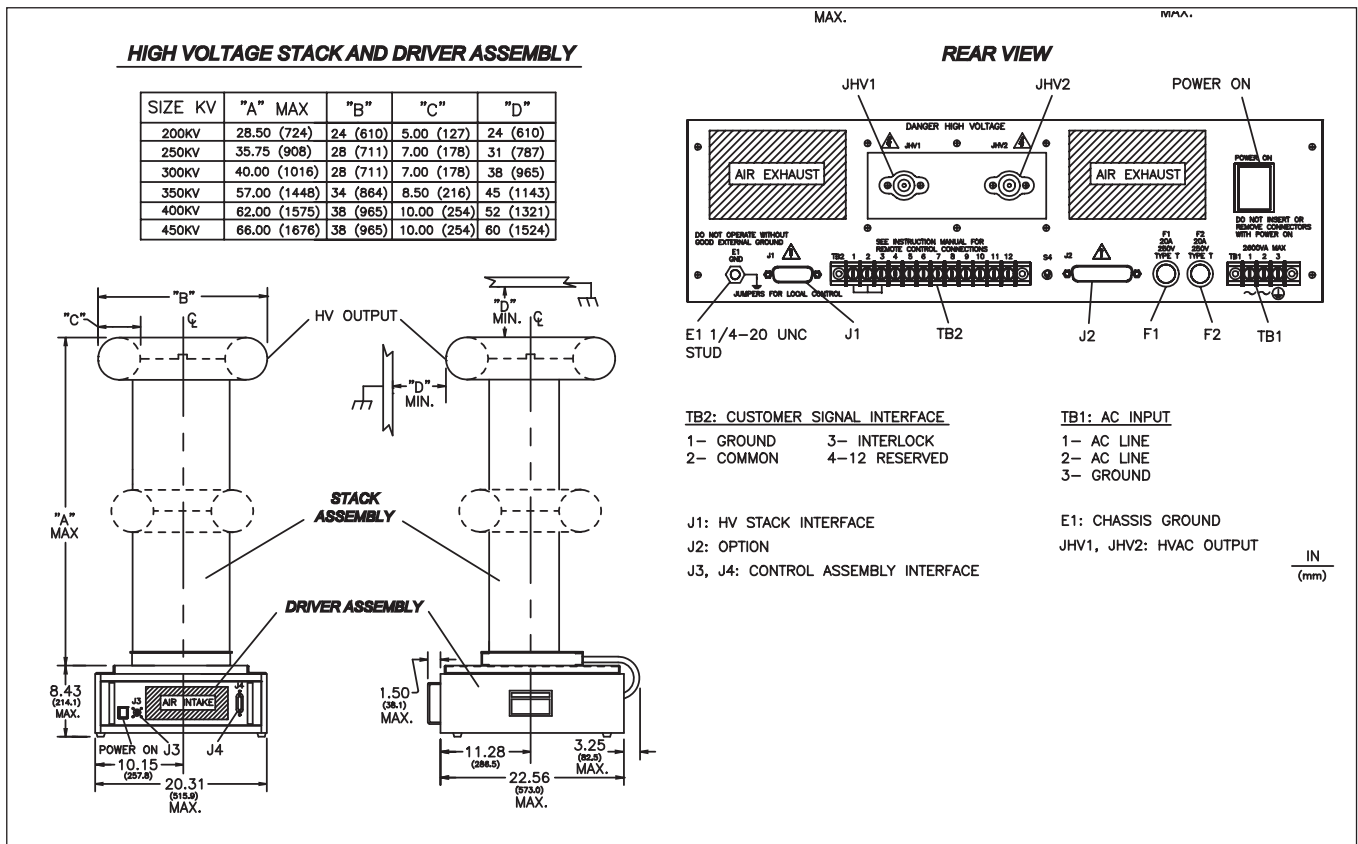 MAX.
MAX.
HIGH VOLTAGE STACK AND DRIVER ASSEMBLY
SIZE KV "A" MAX "B" "C" "D"
200KV 28.50 (724) 24 (610) 5.00 (127) 24 (610)
250KV 35.75 (908) 28 (711) 7.00 (178) 31 (787)
300KV 40.00 (1016) 28 (711) 7.00 (178) 38 (965)
350KV 57.00 (1448) 34 (864) 8.50 (216) 45 (1143)
400KV 62.00 (1575) 38 (965) 10.00 (254) 52 (1321)
450KV 66.00 (1676) 38 (965) 10.00 (254) 60 (1524)
"B"
"C"
℄
HV OUTPUT
"D"
MIN.
℄
"D"
MIN.
"A"
MAX
STACK
ASSEMBLY
DRIVER ASSEMBLY
8.43
(214.1)
MAX.
J3
AIR INTAKE
J4
POWER ON J3 J4
10.15
(257.8)
20.31
(515.9)
MAX.
1.50
(38.1)
MAX.
11.28
(286.5)
3.25
(82.5)
MAX.
22.56
(573.0)
MAX.
REAR VIEW
JHV1
JHV2
POWER ON
DANGER HIGH VOLTAGE
JHV1
JHV2
AIR EXHAUST
AIR EXHAUST
POWER ON
DO NOT OPERATE WITHOUT
GOOD EXTERNAL GROUND
E1
GND
J1
SEE INSTRUCTION MANUAL FOR
REMOTE CONTROL CONNECTIONS
TB2 1 2 3 4 5 6 7 8 9 10 11 12
JUMPERS FOR LOCAL CONTROL
S4
J2
F1
20A
250V
TYPE T
F2
20A
250V
TYPE T
DO NOT INSERT OR
REMOVE CONNECTORS
WITH POWER ON
2600VA MAX
TB1 1 2 3
E1 1/4-20 UNC
STUD
J1
TB2
J2
F1
F2
TB1
TB2: CUSTOMER SIGNAL INTERFACE
1- GROUND 3- INTERLOCK
2- COMMON 4-12 RESERVED
TB1: AC INPUT
1- AC LINE
2- AC LINE
3- GROUND
J1: HV STACK INTERFACE
J2: OPTION
J3, J4: CONTROL ASSEMBLY INTERFACE
E1: CHASSIS GROUND
JHV1, JHV2: HVAC OUTPUT
IN
(mm)